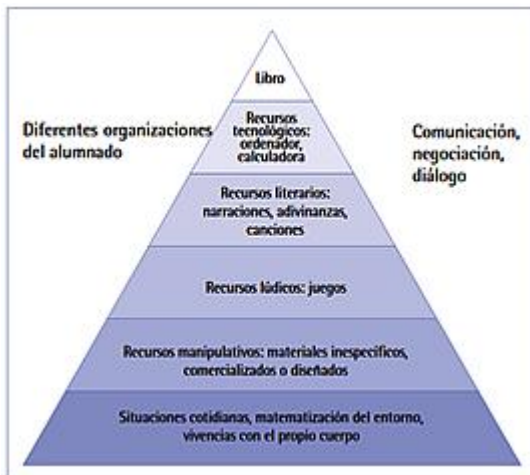 Libro
Diferentes organizaciones
del alumnado
Recursos
tecnológicos:
ordenador,
calculadora
Comunicación,
negociación,
diálogo
Recursos literarios:
narraciones, adivinanzas,
canciones
Recursos lúdicos: juegos
Recursos manipulativos: materiales inespecíficos,
comercializados o diseñados
Situaciones cotidianas, matematización del entorno,
vivencias con el propio cuerpo